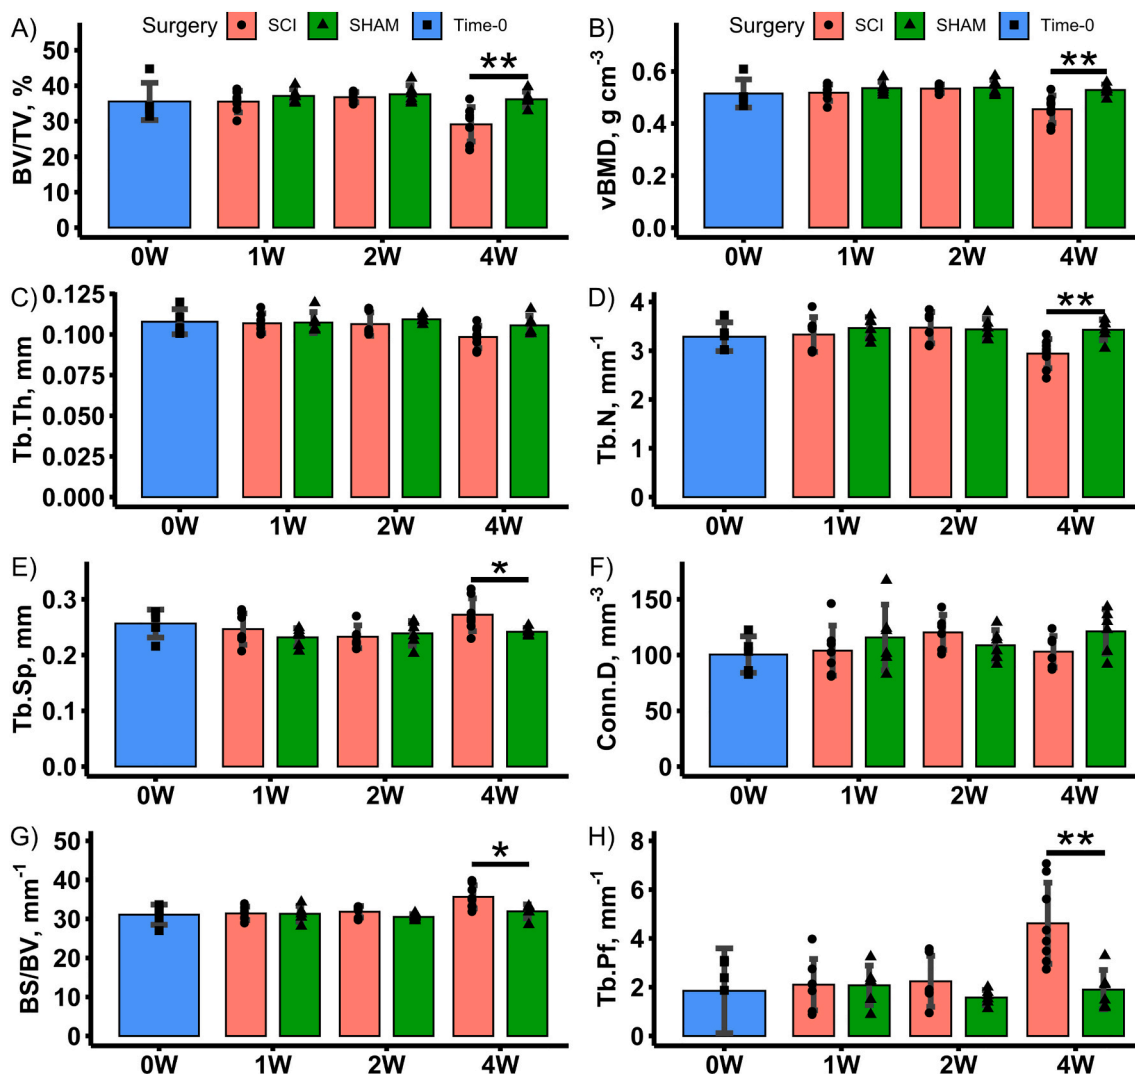 A) Surgery SCI SHAM Time-0
BV/TV, %
50
40
30
20
10
0
**
0W 1W 2W 4W
B) Surgery SCI SHAM Time-0
vBMD, g cm⁻³
0.6
0.4
0.2
0.0
**
0W 1W 2W 4W
C)
Tb.Th, mm
0.125
0.100
0.075
0.050
0.025
0.000
0W 1W 2W 4W
D)
Tb.N, mm⁻¹
4
3
2
1
0
**
0W 1W 2W 4W
E)
Tb.Sp, mm
0.3
0.2
0.1
0.0
*
0W 1W 2W 4W
F)
Conn.D, mm⁻³
150
100
50
0
0W 1W 2W 4W
G)
BS/BV, mm⁻¹
50
40
30
20
10
0
*
0W 1W 2W 4W
H)
Tb.Pf, mm⁻¹
8
6
4
2
0
**
0W 1W 2W 4W